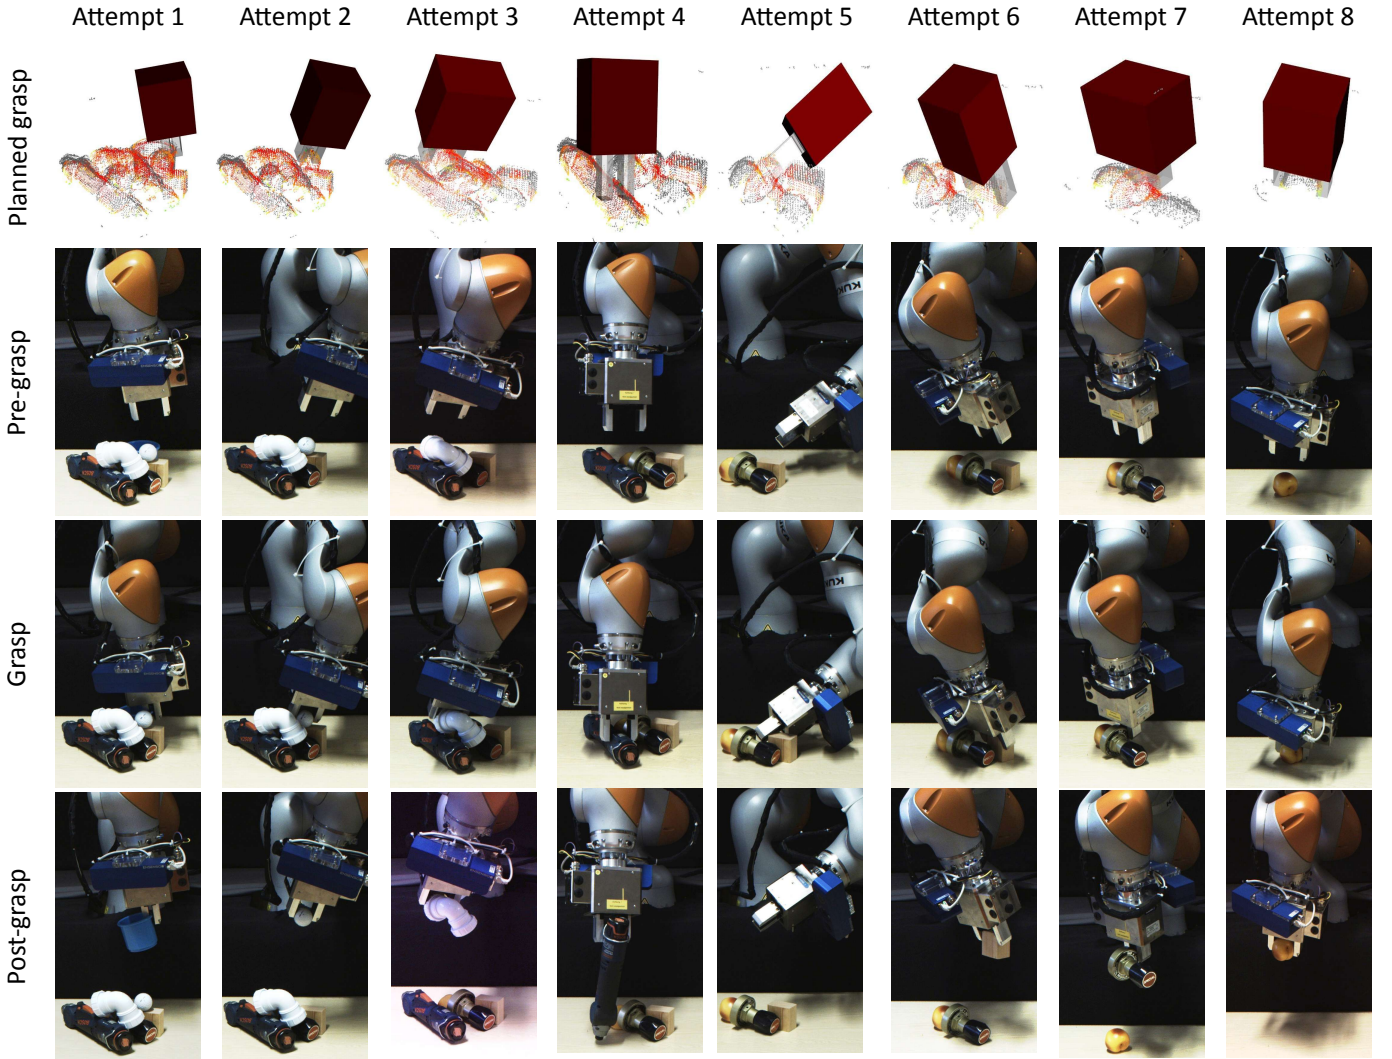 Attempt 1 Attempt 2 Attempt 3 Attempt 4 Attempt 5 Attempt 6 Attempt 7 Attempt 8
Planned grasp
Pre-grasp
Grasp
Post-grasp
KUKA